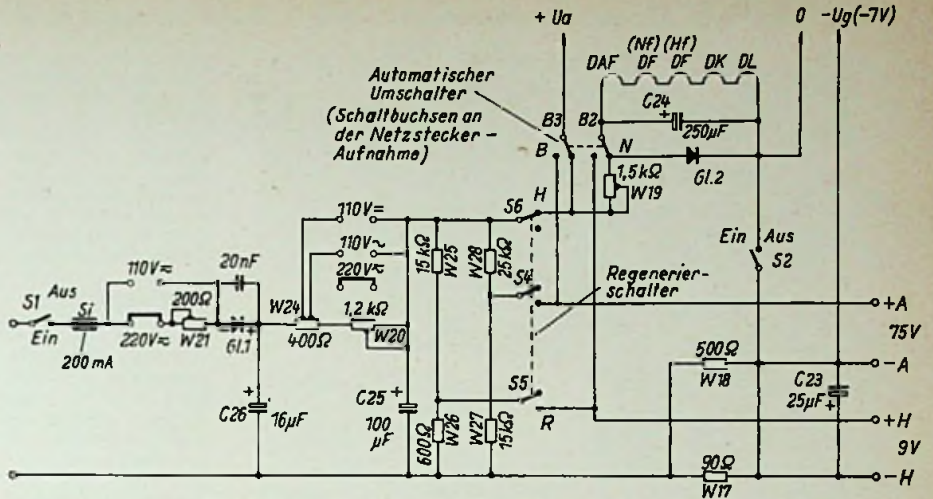 + Ua
0
-Ug(-7V)
(Nf) (Hf)
DAF DF DF DK DL
Automatischer
Umschalter
(Schaltbuchsen an
der Netzstecker-
Aufnahme)
C24
+
250µF
B3
B2
B
N
1,5kΩ
W19
Gl.2
H
S6
110V=
110V~
220V≂
15kΩ
W25
W28
25kΩ
S4
Regenerier-
schalter
Ein Aus
S2
20nF
110V≂
S1
Aus
Ein
Si
200mA
220V≂
200Ω
W21
Gl.1
+
W24
400Ω
1,2 kΩ
W20
+A
75V
-A
500Ω
W18
C23
25µF
+
C26
+
16µF
C25
+
100
µF
S5
R
600Ω
W26
W27
15kΩ
+H
9V
-H
90Ω
W17